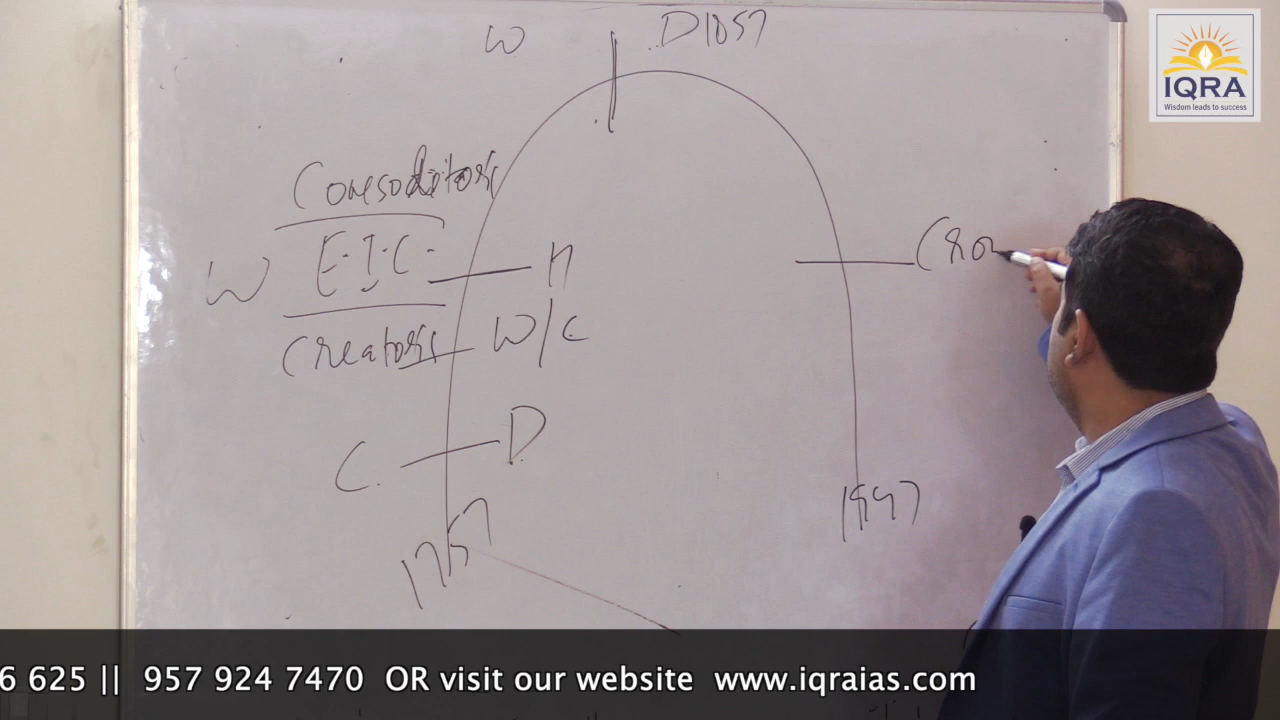 W
D1857
IQRA
Wisdom leads to success
Consoditors
W
E.I.C.
H
Cro
Creators
W/C
C.
D
1757
1947
6 625 || 957 924 7470 OR visit our website www.iqraias.com